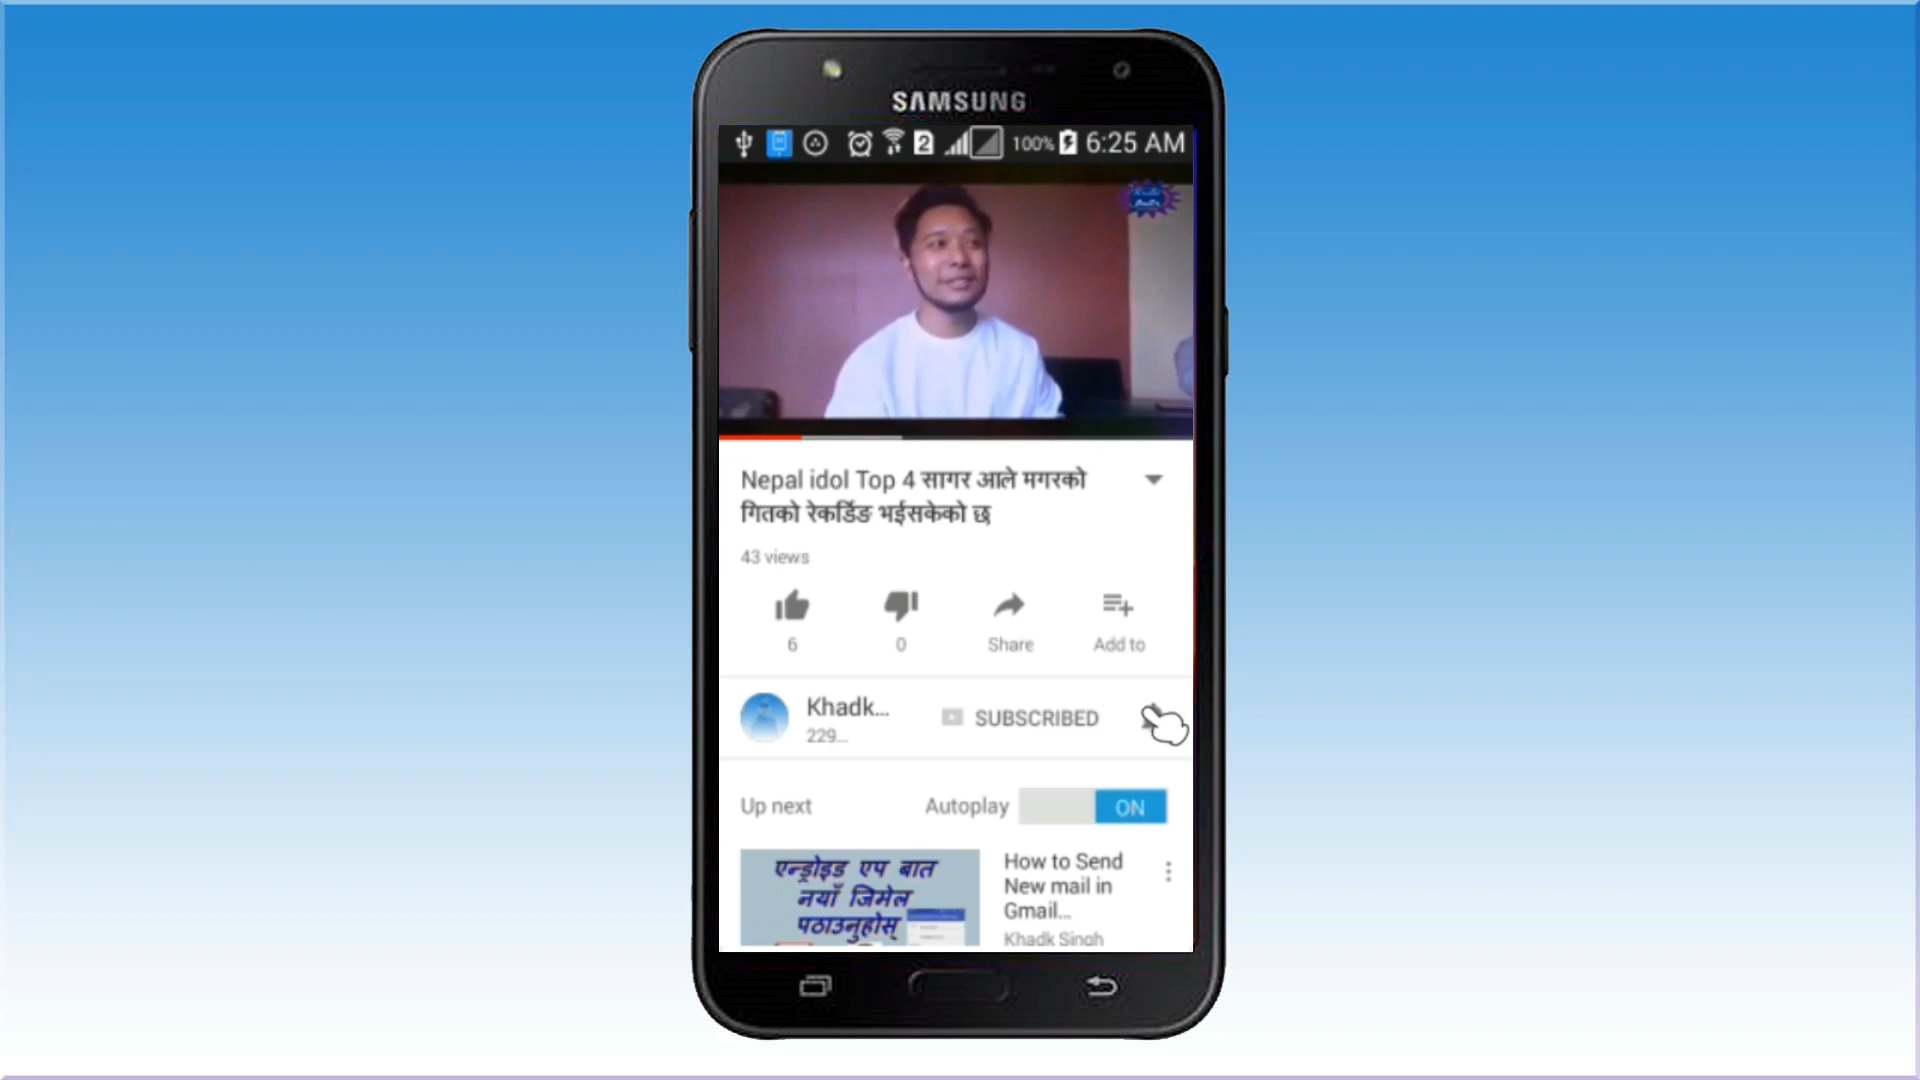 SAMSUNG
2 100% 6:25 AM
Nepal idol Top 4 सागर आले मगरको
गितको रेकर्डिङ भईसकेको छ
43 views
6
0
Share
Add to
Khadk...
SUBSCRIBED
229...
Up next
Autoplay
ON
एन्ड्रोइड एप बात
नयाँ जिमेल
पठाउनुहोस्
How to Send
New mail in
Gmail...
Khadk Singh